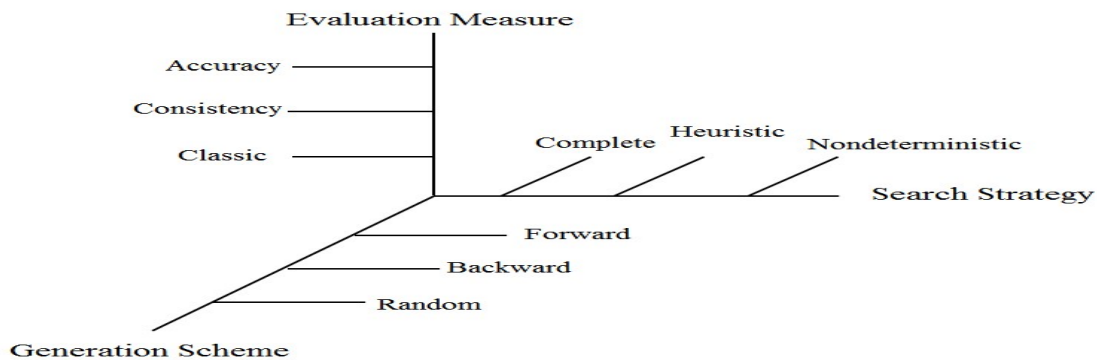 Evaluation Measure
Accuracy
Consistency
Classic
Complete
Heuristic
Nondeterministic
Search Strategy
Forward
Backward
Random
Generation Scheme